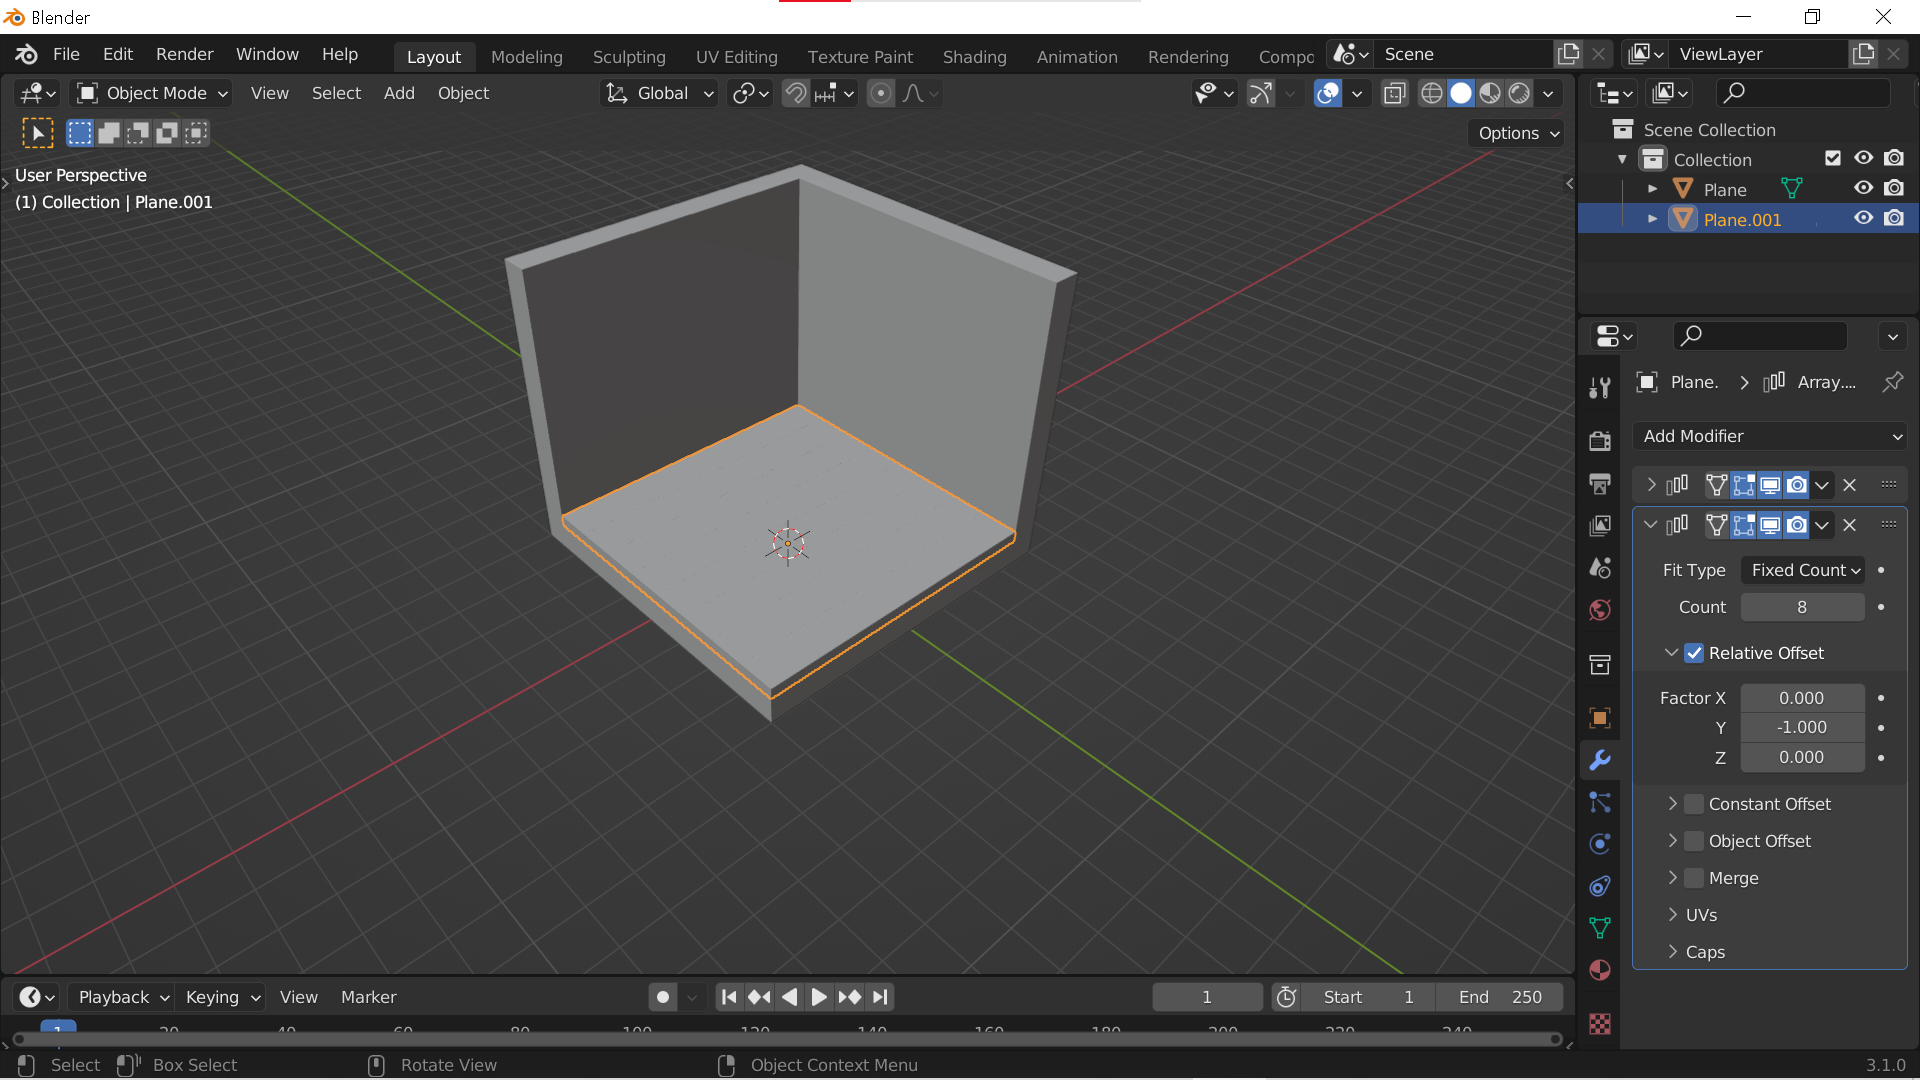 Blender
File Edit Render Window Help
Layout Modeling Sculpting UV Editing Texture Paint Shading Animation Rendering Compo
Scene
ViewLayer
Object Mode View Select Add Object
Global
Options
User Perspective
(1) Collection | Plane.001
Scene Collection
Collection
Plane
Plane.001
Plane. Array....
Add Modifier
Fit Type Fixed Count
Count 8
Relative Offset
Factor X 0.000
Y -1.000
Z 0.000
Constant Offset
Object Offset
Merge
UVs
Caps
Playback Keying View Marker
1
Start 1
End 250
1 20 40 60 80 100 120 140 160 180 200 220 240
Select Box Select Rotate View Object Context Menu 3.1.0